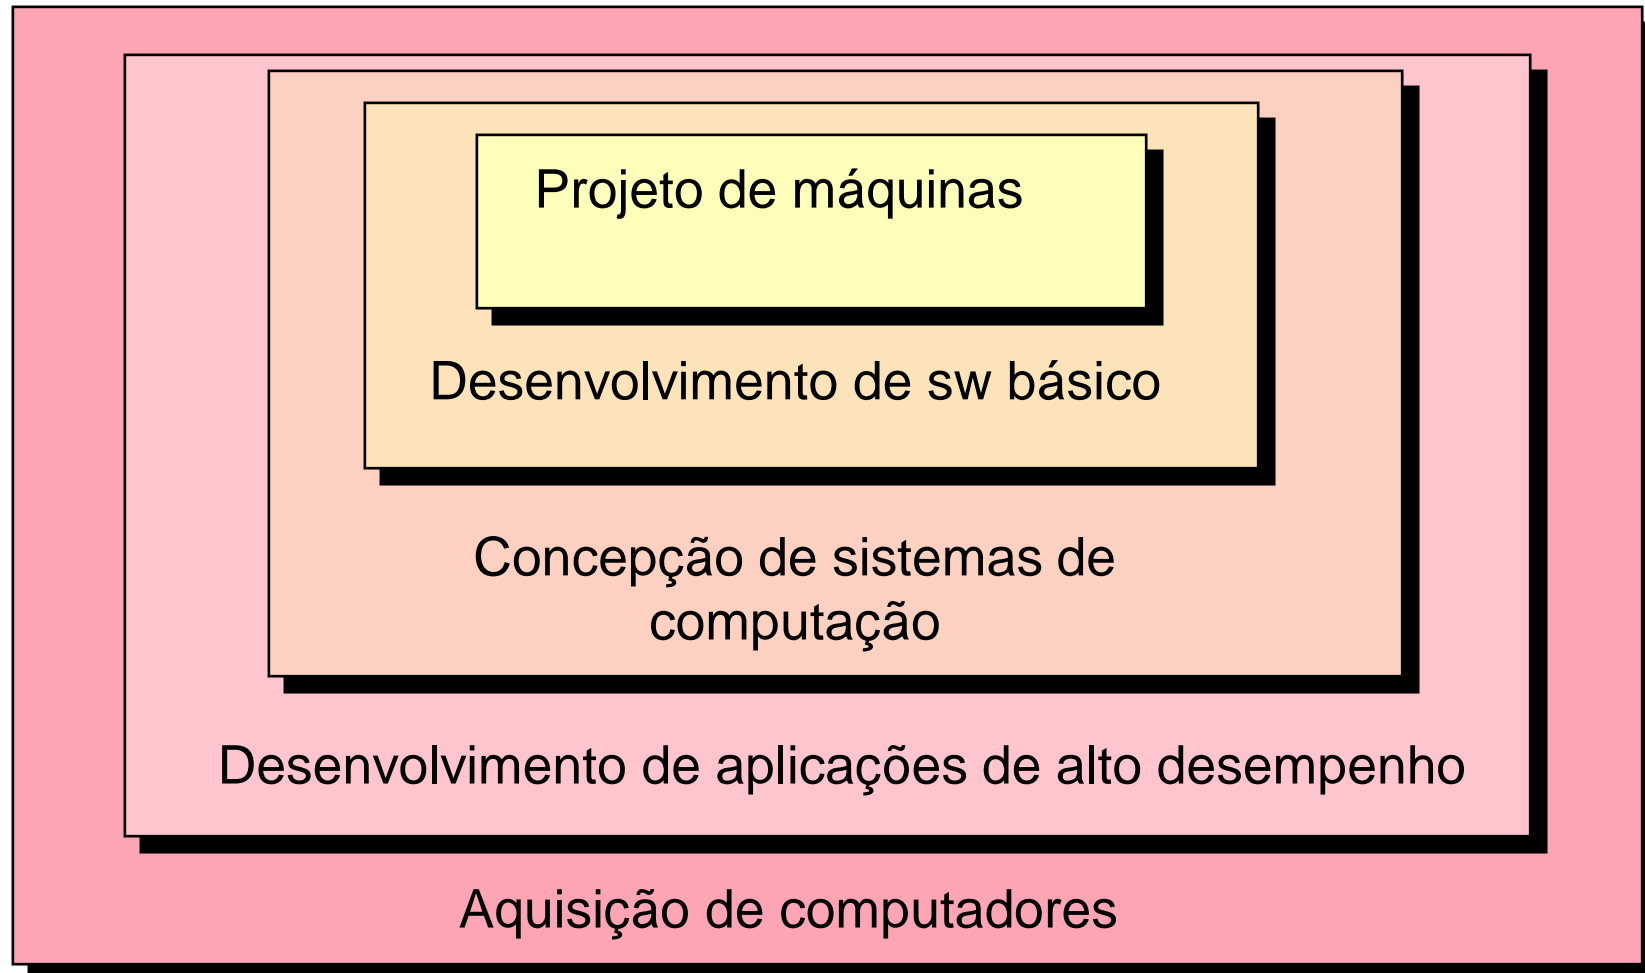 Projeto de máquinas
Desenvolvimento de sw básico
Concepção de sistemas de
computação
Desenvolvimento de aplicações de alto desempenho
Aquisição de computadores